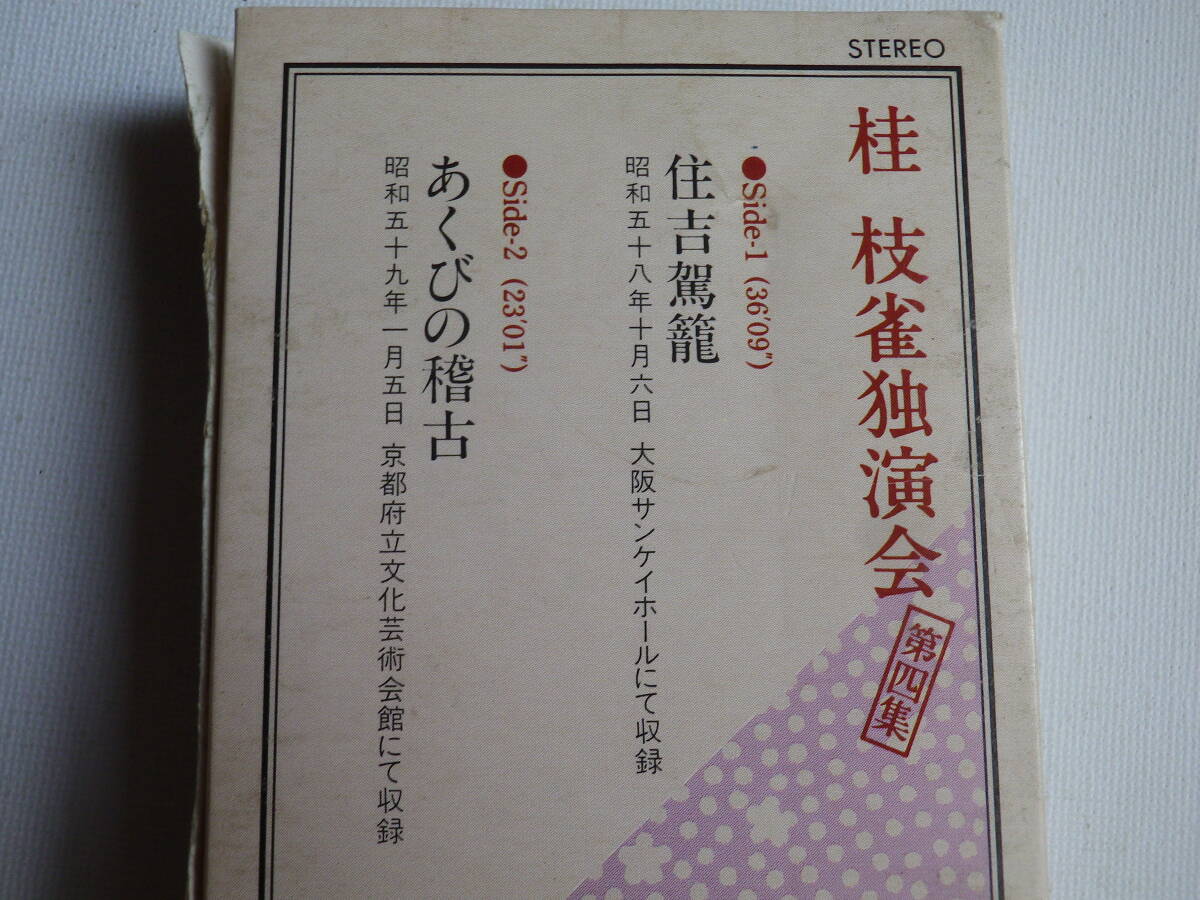 STEREO
桂 枝雀独演会
第四集
●Side-1 (36'09")
住吉駕籠
昭和五十八年十月六日 大阪サンケイホールにて収録
●Side-2 (23'01")
あくびの稽古
昭和五十九年一月五日 京都府立文化芸術会館にて収録